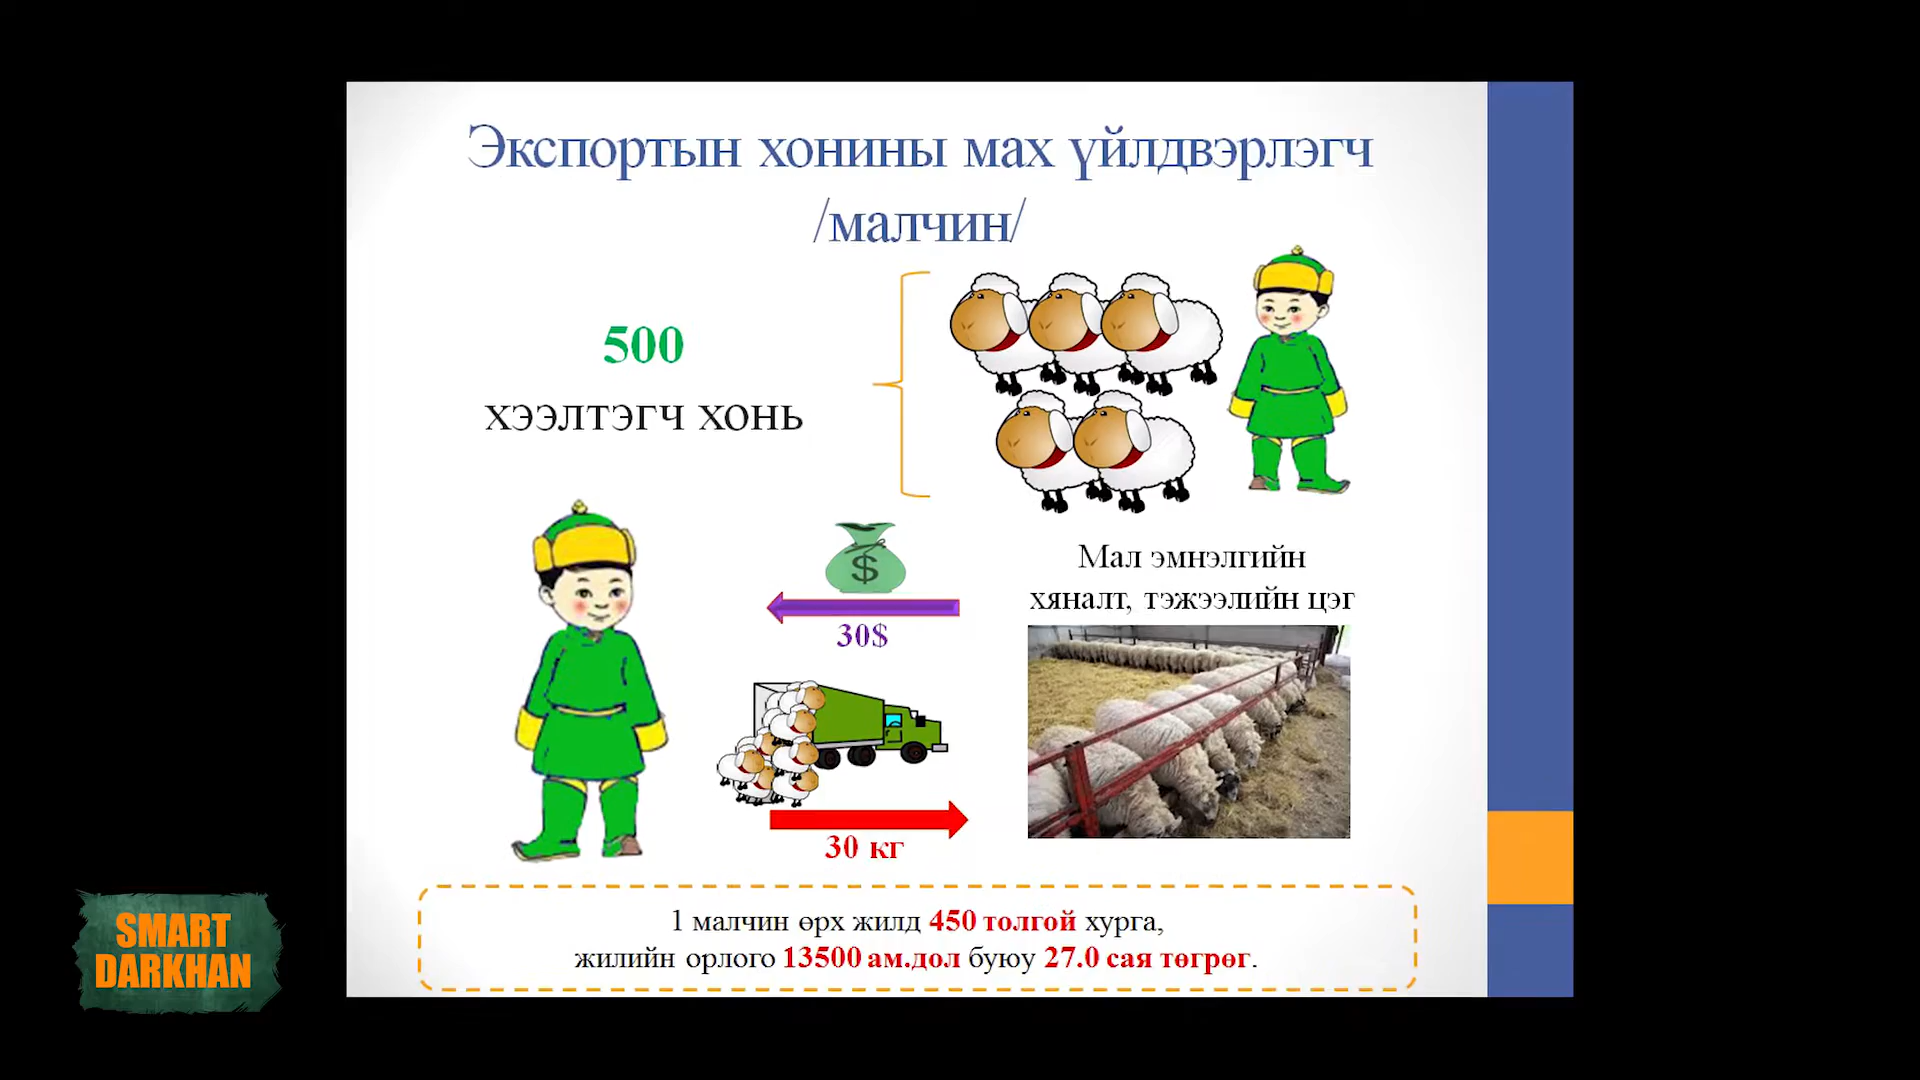 Экспортын хонины мах үйлдвэрлэгч
/малчин/
500
хээлтэгч хонь
$
Мал эмнэлгийн
хяналт, тэжээлийн цэг
30$
30 кг
1 малчин өрх жилд 450 толгой хурга,
жилийн орлого 13500 ам.дол буюу 27.0 сая төгрөг.
SMART
DARKHAN